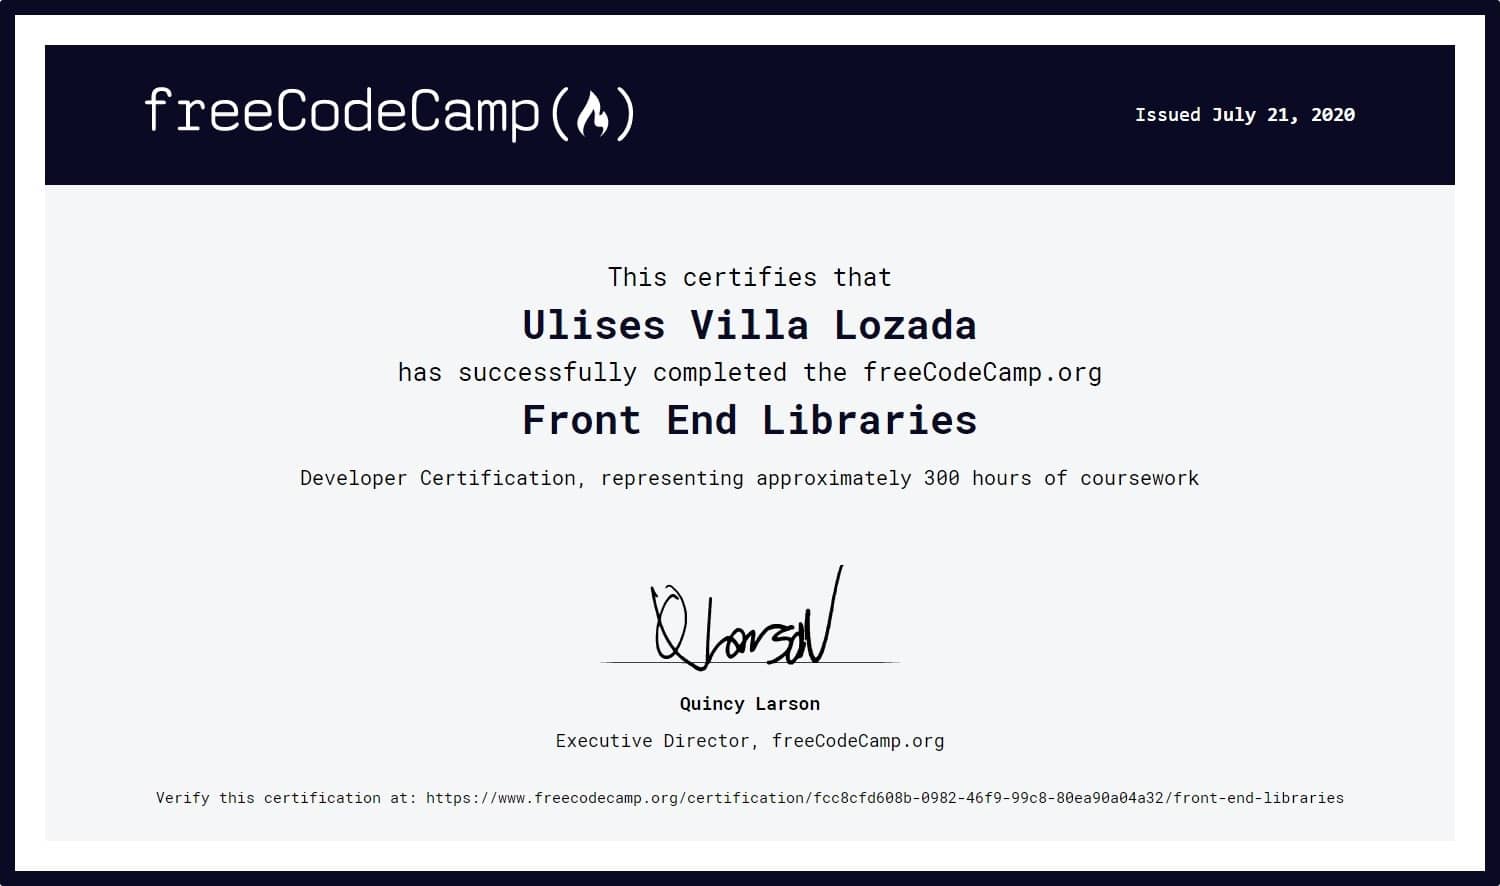 freeCodeCamp(🔥)
Issued July 21, 2020
This certifies that
Ulises Villa Lozada
has successfully completed the freeCodeCamp.org
Front End Libraries
Developer Certification, representing approximately 300 hours of coursework
QLarson
Quincy Larson
Executive Director, freeCodeCamp.org
Verify this certification at: https://www.freecodecamp.org/certification/fcc8cfd608b-0982-46f9-99c8-80ea90a04a32/front-end-libraries